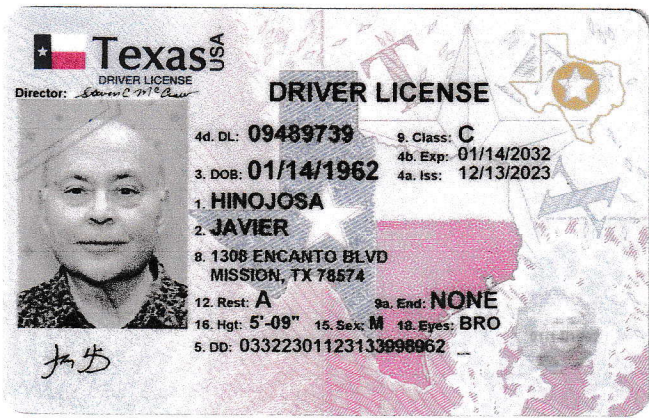 Texas USA
DRIVER LICENSE
Director: Steven C McCraw
DRIVER LICENSE
4d. DL: 09489739 9. Class: C
4b. Exp: 01/14/2032
3. DOB: 01/14/1962 4a. Iss: 12/13/2023
1. HINOJOSA
2. JAVIER
8. 1308 ENCANTO BLVD
MISSION, TX 78574
12. Rest: A 9a. End: NONE
16. Hgt: 5'-09" 15. Sex: M 18. Eyes: BRO
5. DD: 03322301123133998962